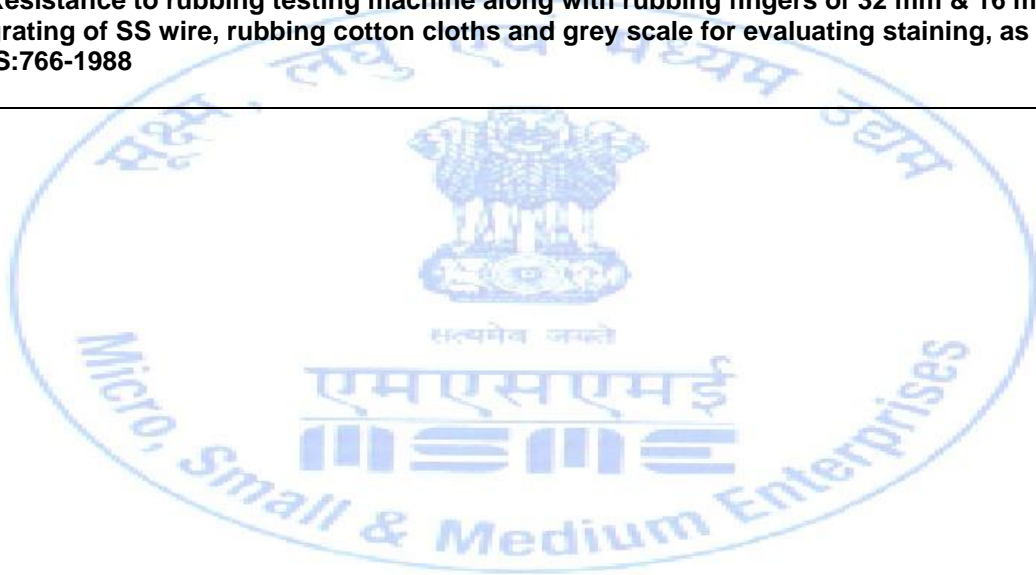 Resistance to rubbing testing machine along with rubbing fingers of 32 mm & 16 m
grating of SS wire, rubbing cotton cloths and grey scale for evaluating staining, as
S:766-1988
सूक्ष्म, लघु एवं मध्यम उद्यम
सत्यमेव जयते
एमएसएमई
MSME
Micro, Small & Medium Enterprises